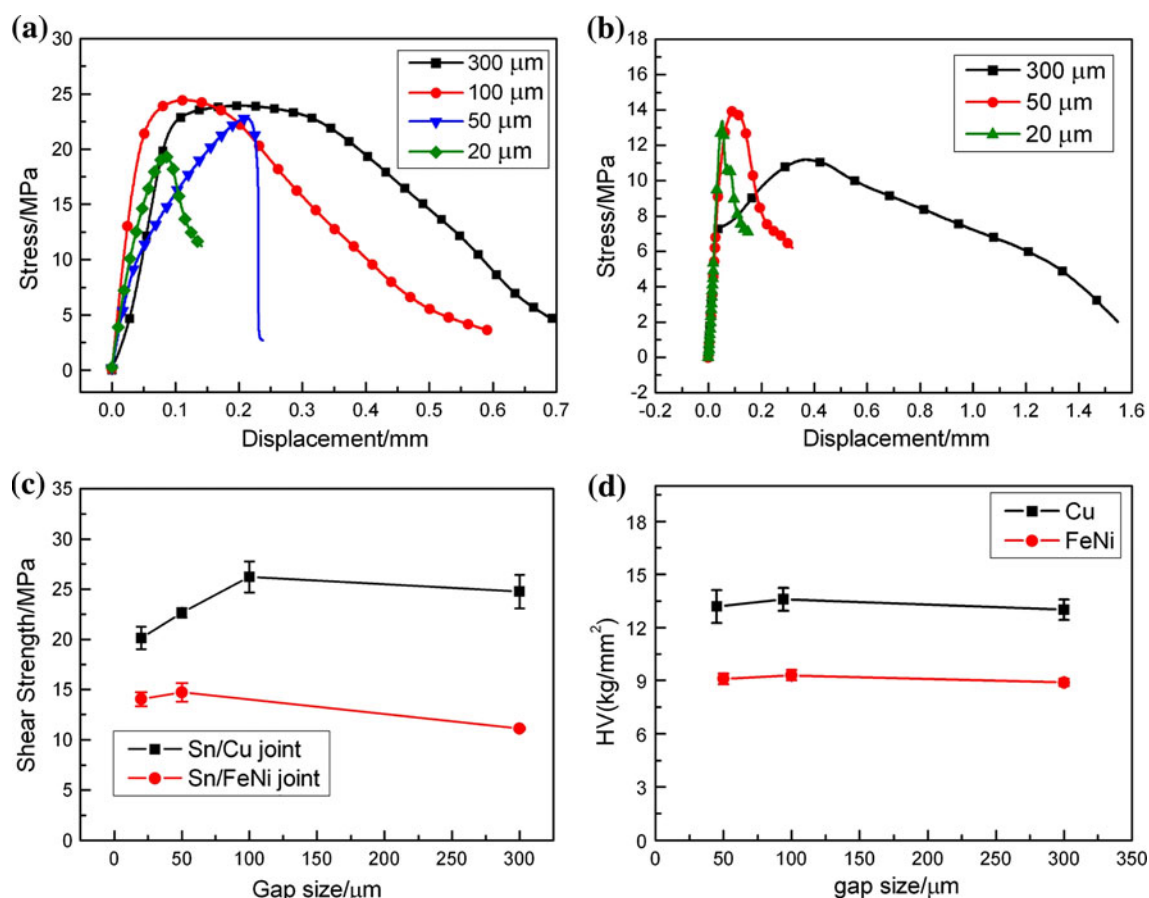 (a)
30
25
20
15
10
5
0
Stress/MPa
0.0 0.1 0.2 0.3 0.4 0.5 0.6 0.7
Displacement/mm
300 μm
100 μm
50 μm
20 μm
(b)
18
16
14
12
10
8
6
4
2
0
-2
Stress/MPa
-0.2 0.0 0.2 0.4 0.6 0.8 1.0 1.2 1.4 1.6
Displacement/mm
300 μm
50 μm
20 μm
(c)
35
30
25
20
15
10
5
0
Shear Strength/MPa
0 50 100 150 200 250 300
Gap size/μm
Sn/Cu joint
Sn/FeNi joint
(d)
18
15
12
9
6
3
0
HV(kg/mm²)
0 50 100 150 200 250 300 350
gap size/μm
Cu
FeNi